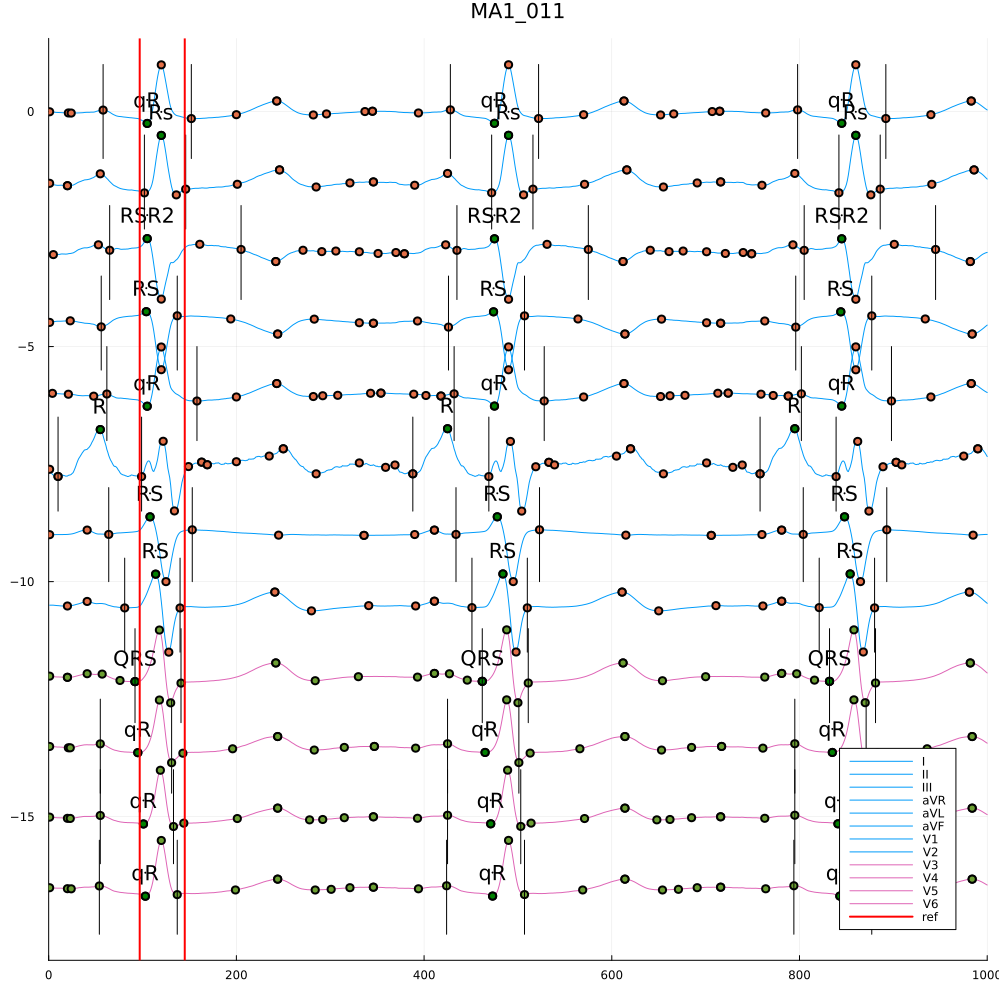 MA1_011
0
−5
−10
−15
qR qR qR
Rs Rs Rs
RSR2 RSR2 RSR2
RS RS RS
qR qR qR
R R R
RS RS RS
RS RS RS
QRS QRS QRS
qR qR qR
qR qR q
qR qR q
I
II
III
aVR
aVL
aVF
V1
V2
V3
V4
V5
V6
ref
0 200 400 600 800 1000